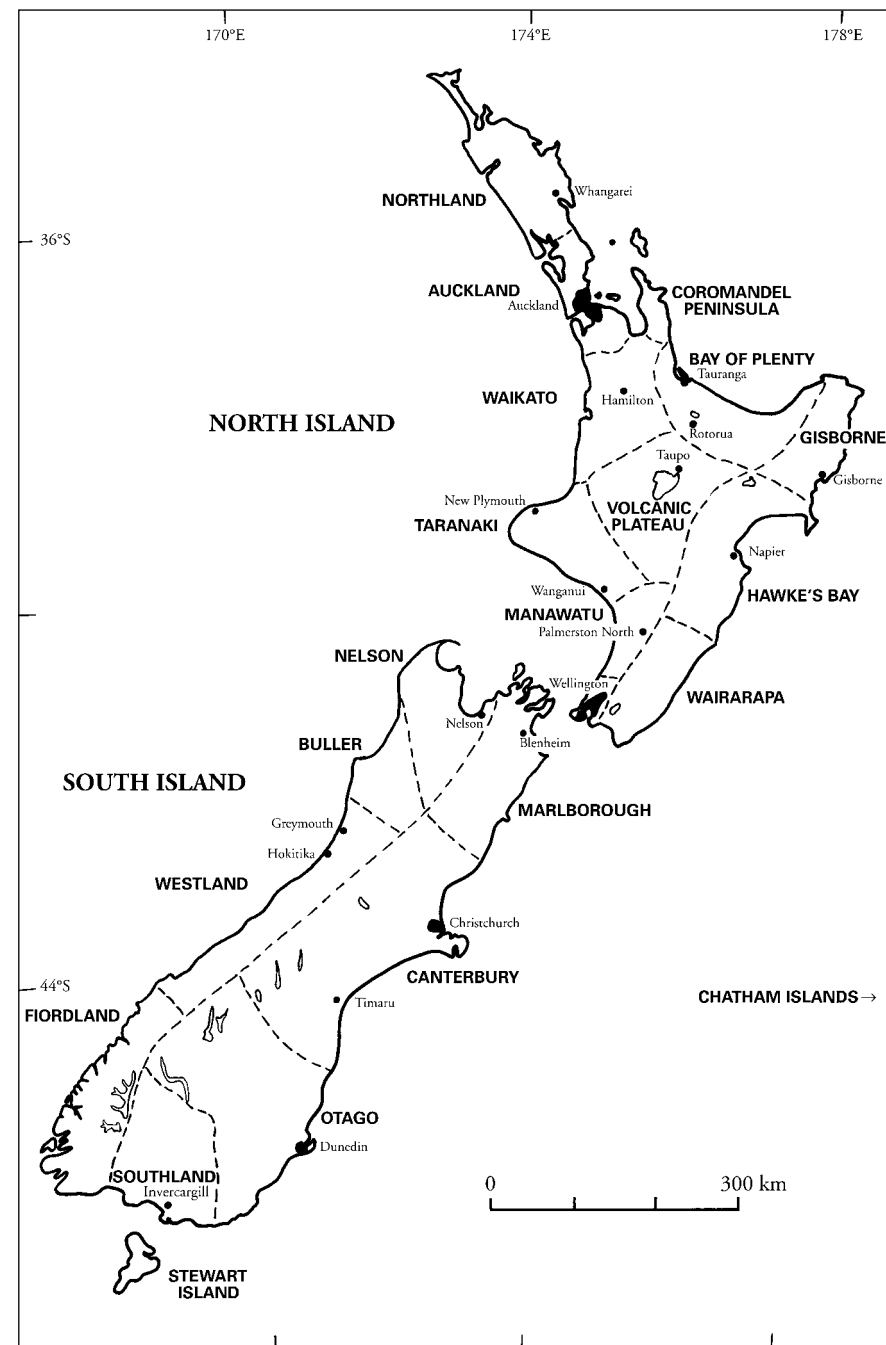 170°E
174°E
178°E
Whangarei
NORTHLAND
36°S
AUCKLAND
Auckland
COROMANDEL
PENINSULA
BAY OF PLENTY
Tauranga
WAIKATO
Hamilton
NORTH ISLAND
Rotorua
GISBORNE
Taupo
Gisborne
New Plymouth
VOLCANIC
PLATEAU
TARANAKI
Napier
Wanganui
HAWKE'S BAY
MANAWATU
Palmerston North
NELSON
Wellington
WAIRARAPA
Nelson
BULLER
Blenheim
SOUTH ISLAND
MARLBOROUGH
Greymouth
Hokitika
WESTLAND
Christchurch
CANTERBURY
44°S
CHATHAM ISLANDS→
Timaru
FIORDLAND
OTAGO
Dunedin
SOUTHLAND
Invercargill
0
300 km
STEWART
ISLAND